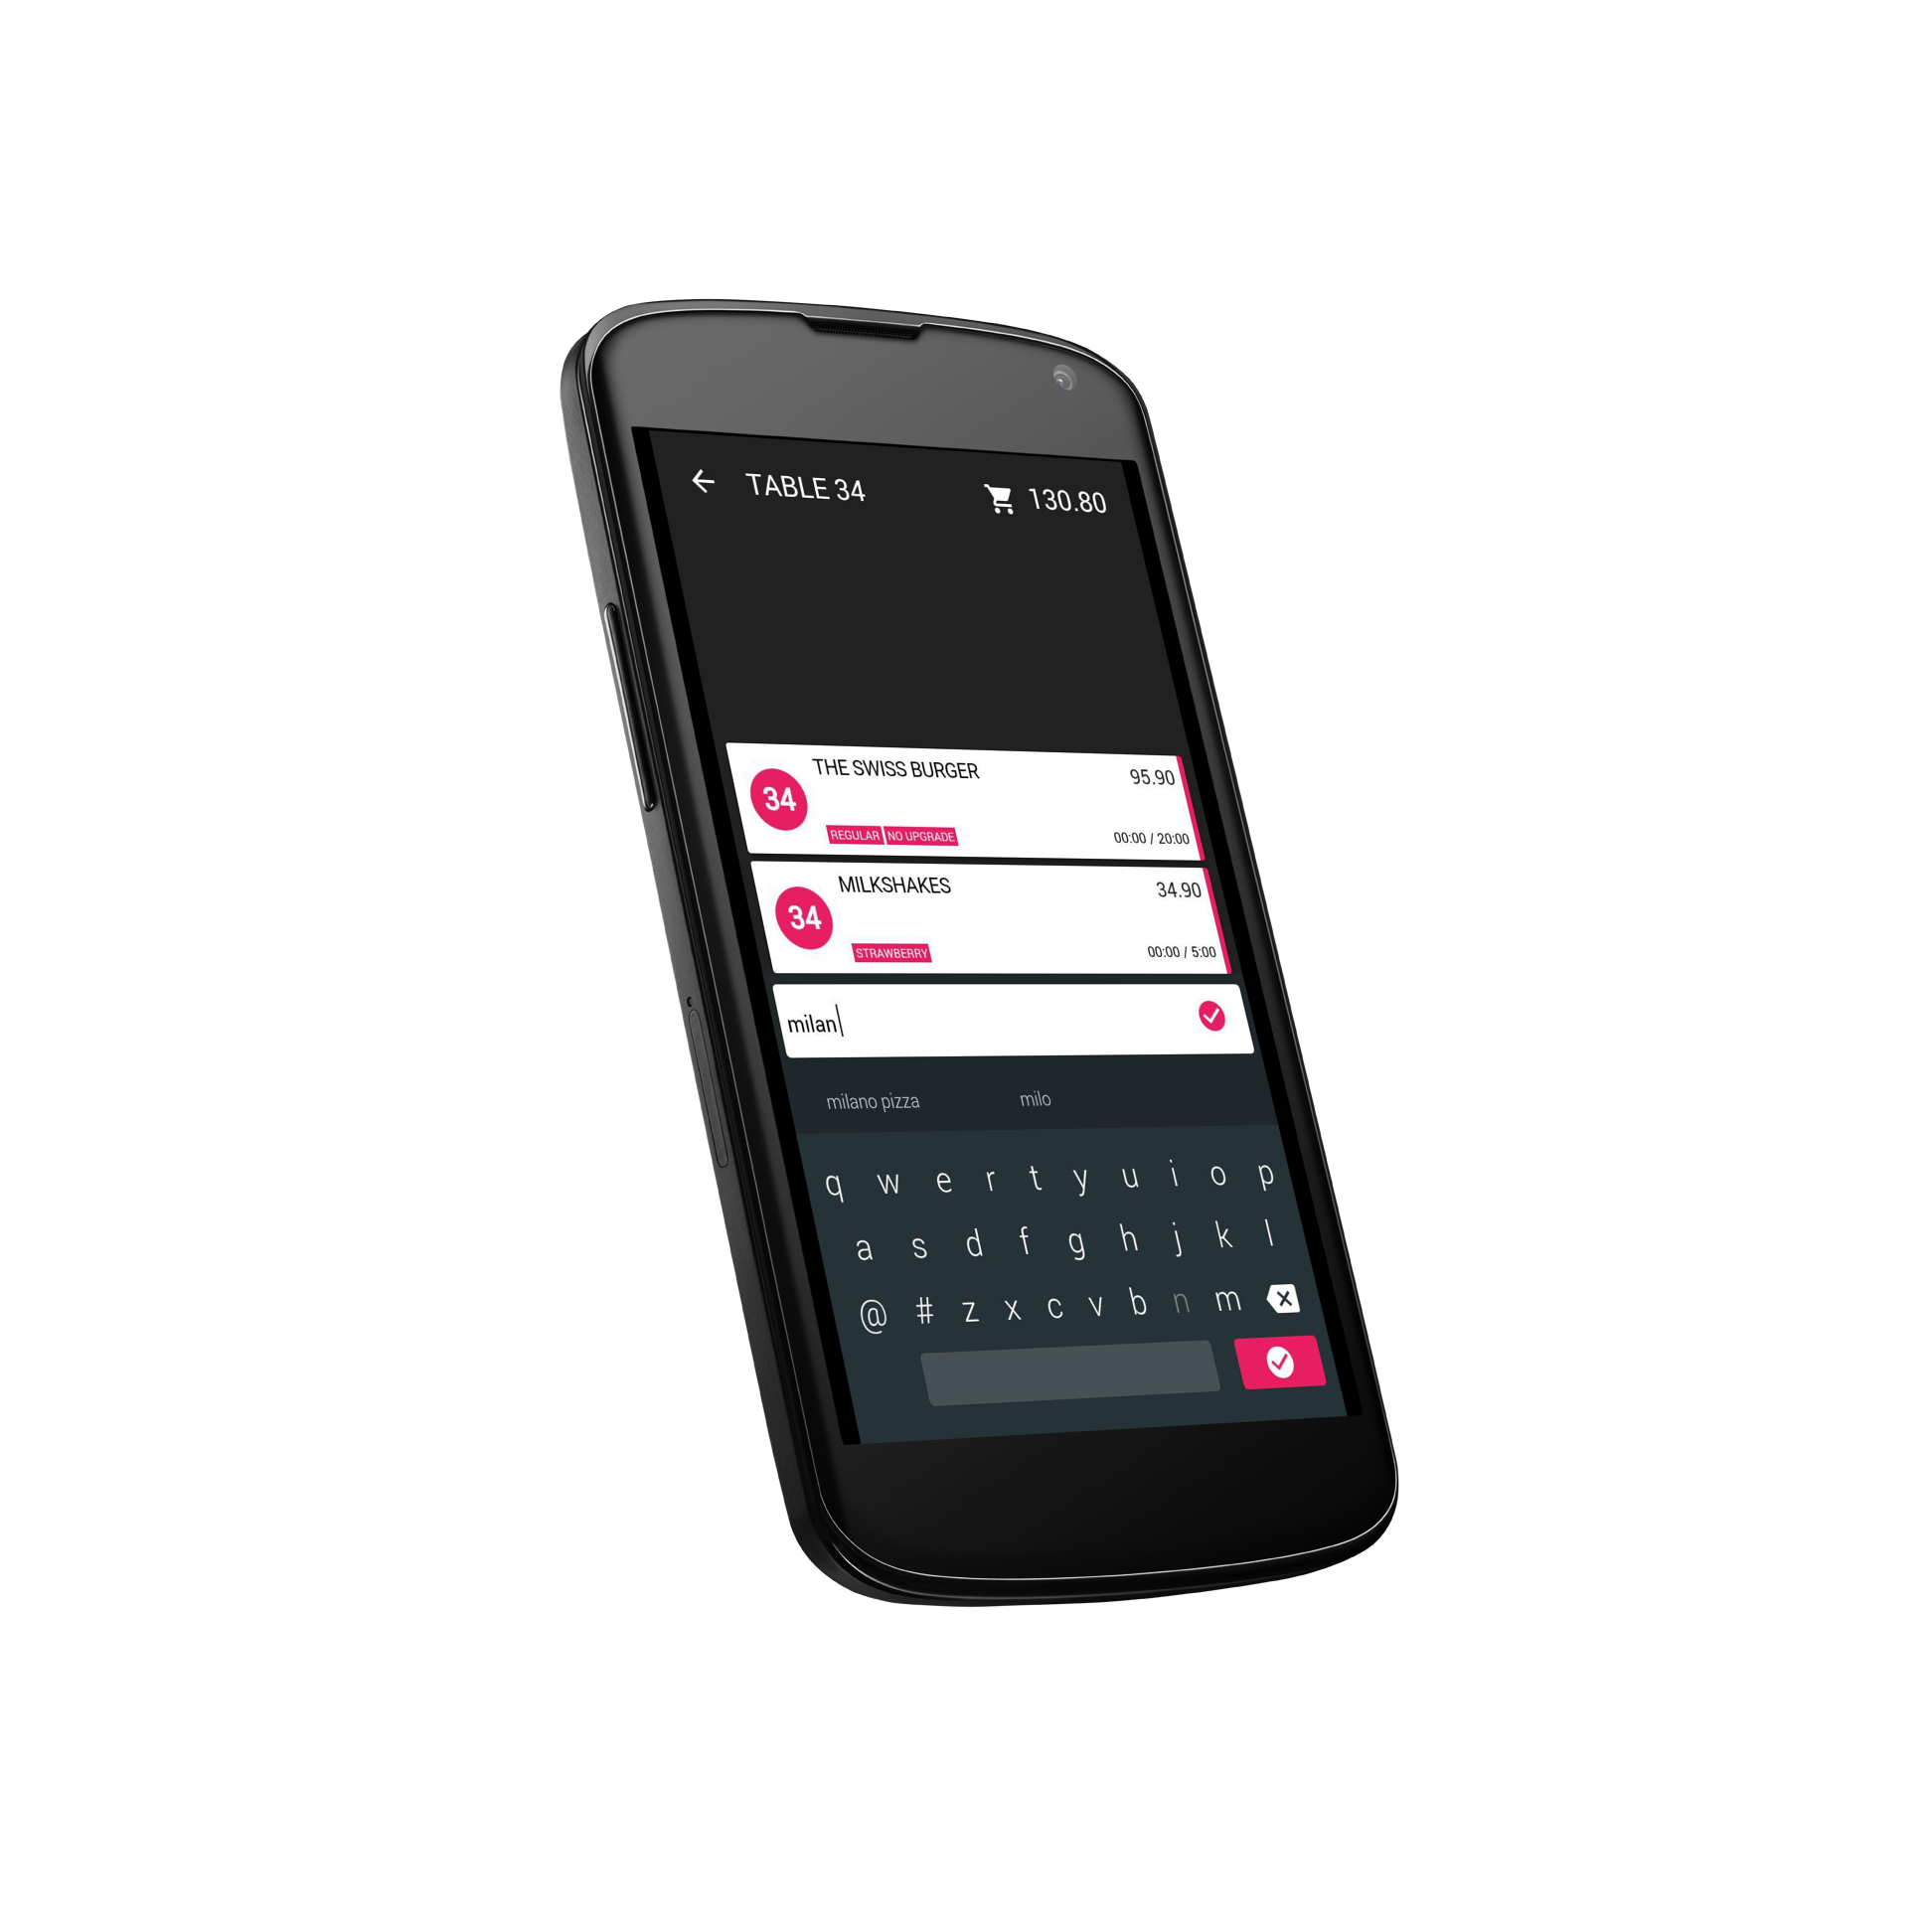 TABLE 34 130.80
THE SWISS BURGER 95.90
34
REGULAR NO UPGRADE 00:00 / 20:00
MILKSHAKES 34.90
34
STRAWBERRY 00:00 / 5:00
milan
milano pizza milo
q w e r t y u i o p
a s d f g h j k l
@ # z x c v b n m